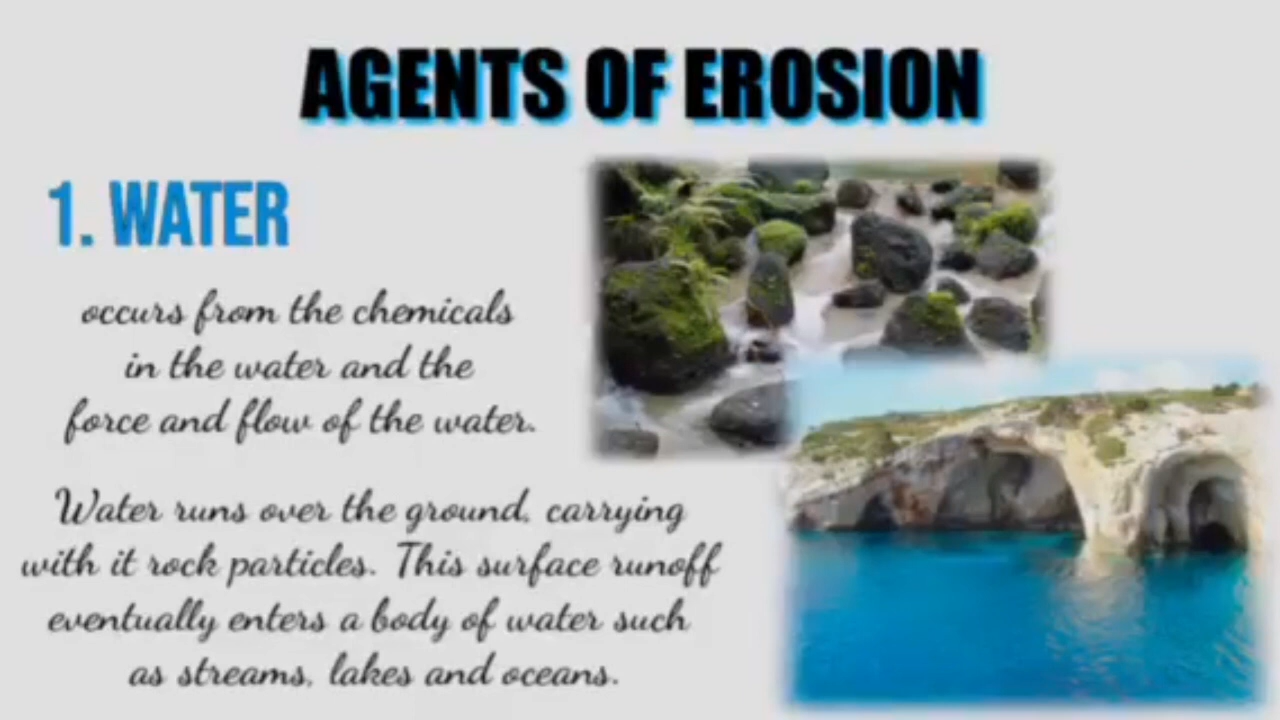 AGENTS OF EROSION
1. WATER
occurs from the chemicals
in the water and the
force and flow of the water.
Water runs over the ground, carrying
with it rock particles. This surface runoff
eventually enters a body of water such
as streams, lakes and oceans.